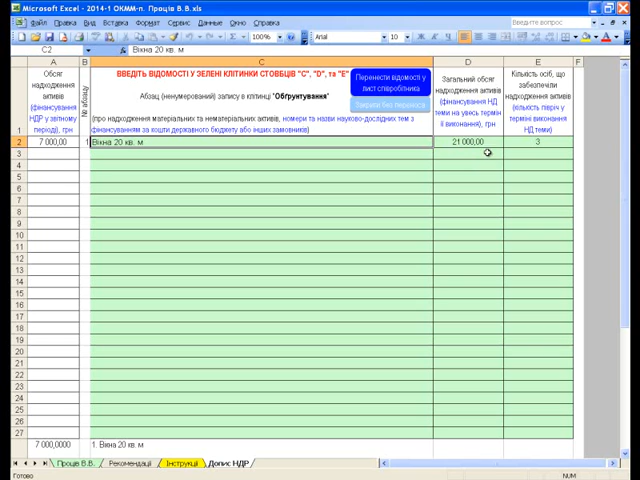 Microsoft Excel - 2014-1 ОКММ-п. Проців В.В.xls
Файл Правка Вид Вставка Формат Сервис Данные Окно Справка
Введите вопрос
100%
Arial
10
C2
Вікна 20 кв. м
A B C D E F
Обсяг надходження активів (фінансування НДР у звітному періоді), грн
№ абзацу
ВВЕДІТЬ ВІДОМОСТІ У ЗЕЛЕНІ КЛІТИНКИ СТОВБЦІВ "C", "D", та "E"
Абзац (ненумерований) запису в клітинці "Обґрунтування"
(про надходження матеріальних та нематеріальних активів, номери та назви науково-дослідних тем з
фінансуванням за кошти державного бюджету або інших замовників)
Перенести відомості у
лист співробітника
Закрити без переноса
Загальний обсяг
надходження активів
(фінансування НД
теми на увесь термін
її виконання), грн
Кількість осіб, що
забезпечили
надходження активів
(кількість півріч у
терміні виконання
НД теми)
1
2 7 000,00 1 Вікна 20 кв. м 21 000,00 3
3
4
5
6
7
8
9
10
11
12
13
14
15
16
17
18
19
20
21
22
23
24
25
26
27
7 000,0000 1. Вікна 20 кв. м
Проців В.В. Рекомендації Інструкції Допис НДР
Готово
NUM